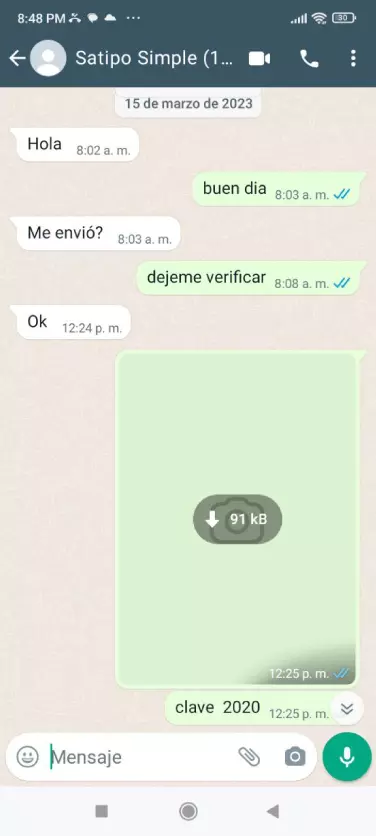 8:48 PM ... 30
Satipo Simple (1...
15 de marzo de 2023
Hola 8:02 a. m.
buen dia 8:03 a. m.
Me envió? 8:03 a. m.
dejeme verificar 8:08 a. m.
Ok 12:24 p. m.
91 kB
12:25 p. m.
clave 2020 12:25 p. m.
Mensaje